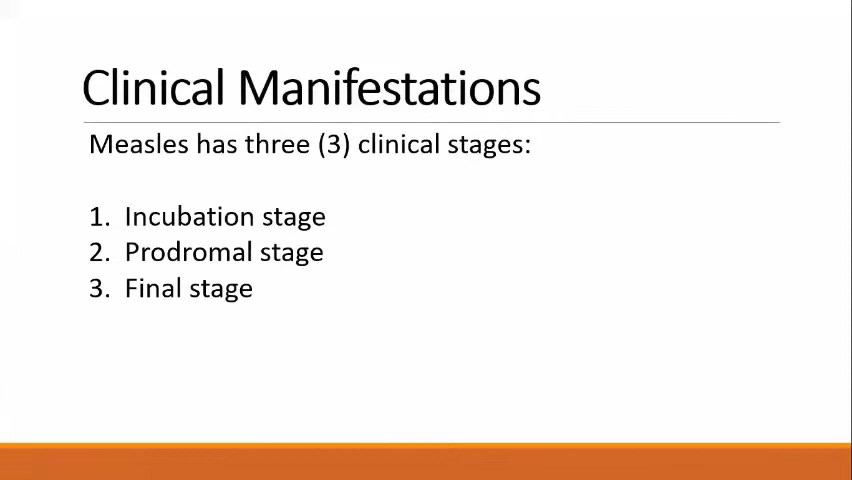 Clinical Manifestations
Measles has three (3) clinical stages:
1. Incubation stage
2. Prodromal stage
3. Final stage